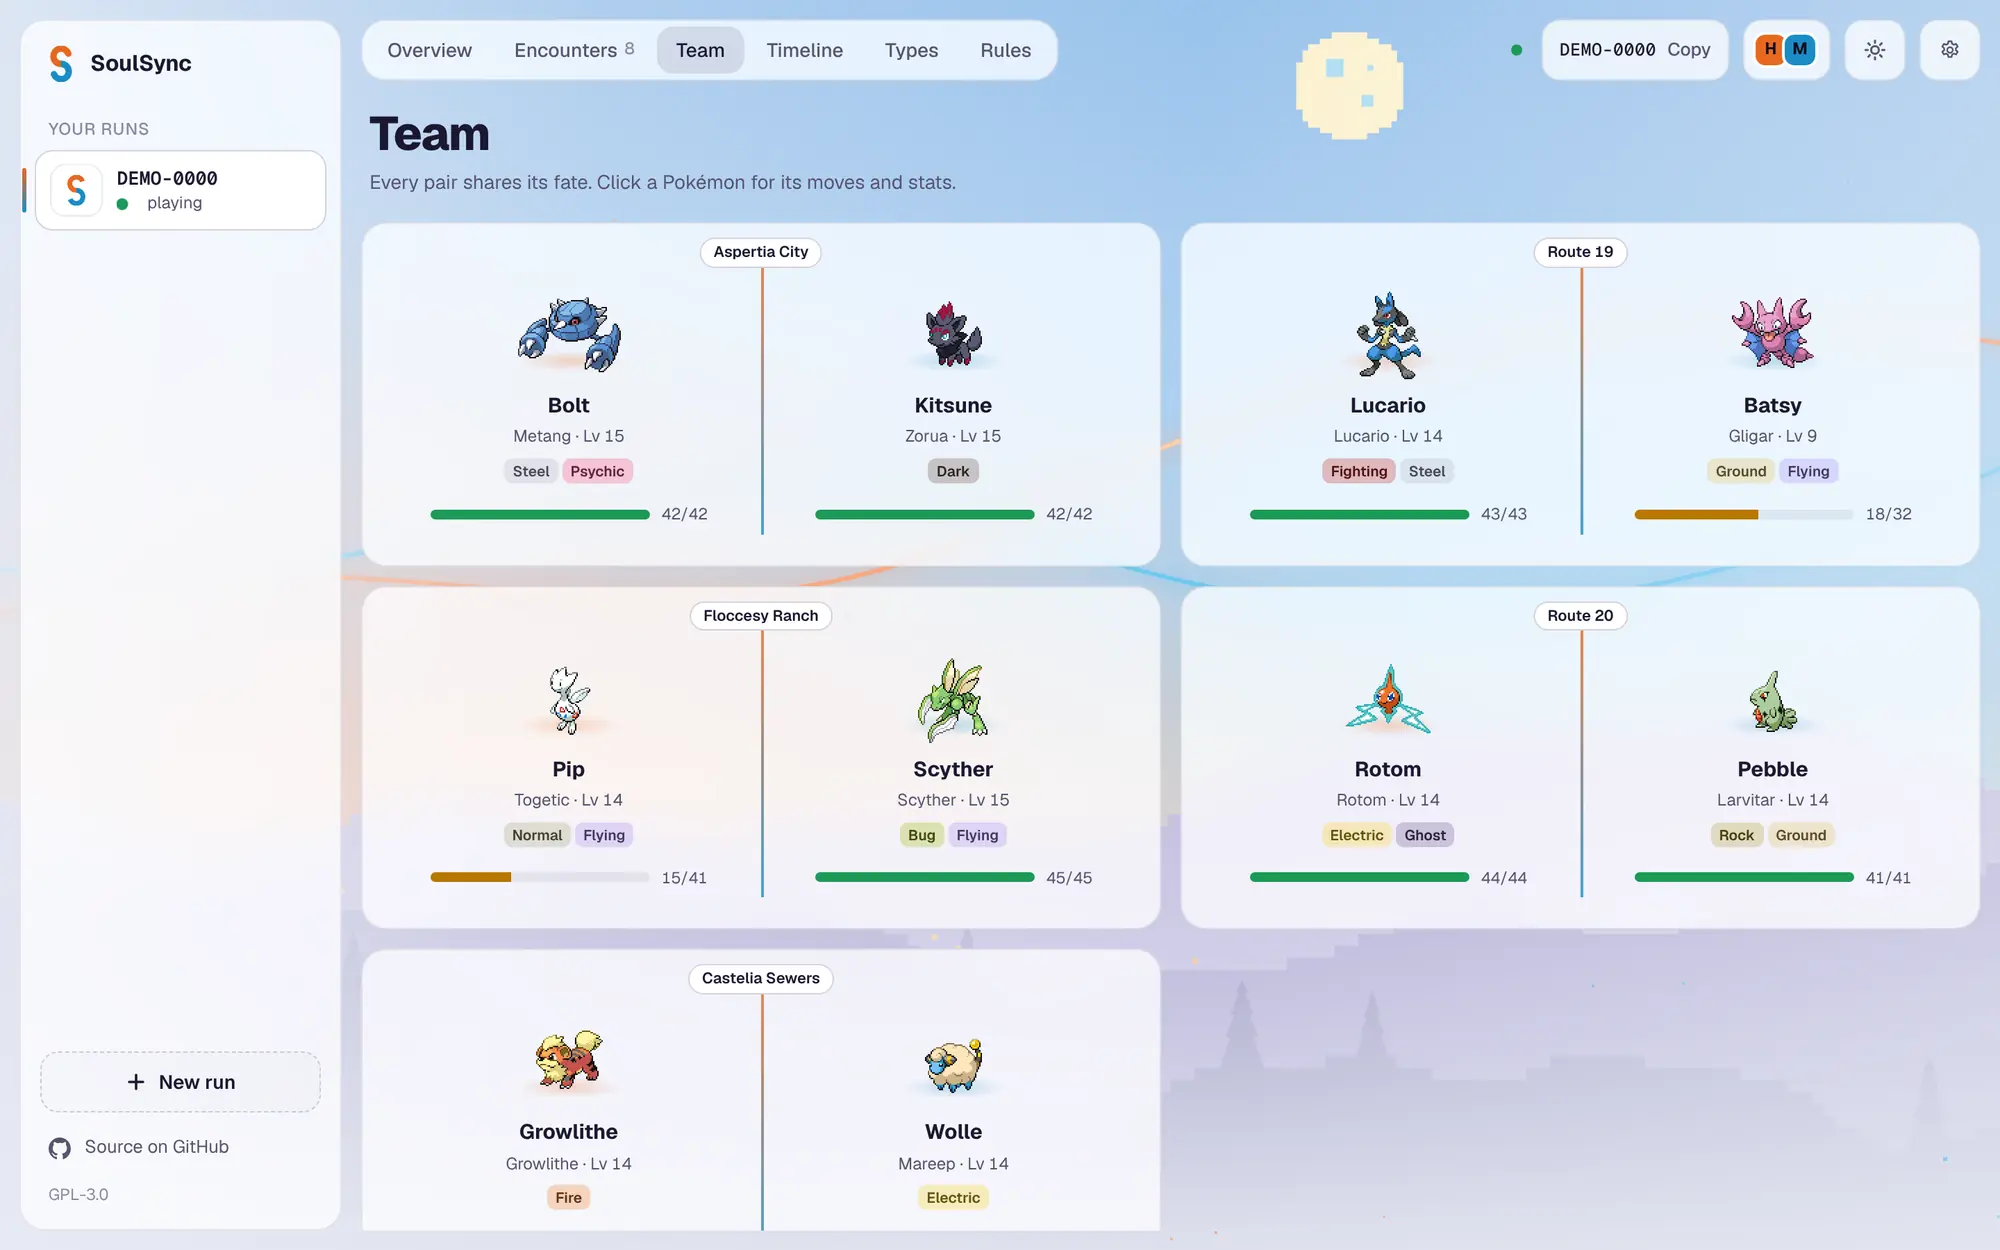 SoulSync
YOUR RUNS
DEMO-0000
playing
New run
Source on GitHub
GPL-3.0
Overview
Encounters 8
Team
Timeline
Types
Rules
DEMO-0000 Copy
H M
Team
Every pair shares its fate. Click a Pokémon for its moves and stats.
Aspertia City
Bolt
Metang · Lv 15
Steel Psychic
42/42
Kitsune
Zorua · Lv 15
Dark
42/42
Route 19
Lucario
Lucario · Lv 14
Fighting Steel
43/43
Batsy
Gligar · Lv 9
Ground Flying
18/32
Floccesy Ranch
Pip
Togetic · Lv 14
Normal Flying
15/41
Scyther
Scyther · Lv 15
Bug Flying
45/45
Route 20
Rotom
Rotom · Lv 14
Electric Ghost
44/44
Pebble
Larvitar · Lv 14
Rock Ground
41/41
Castelia Sewers
Growlithe
Growlithe · Lv 14
Fire
Wolle
Mareep · Lv 14
Electric